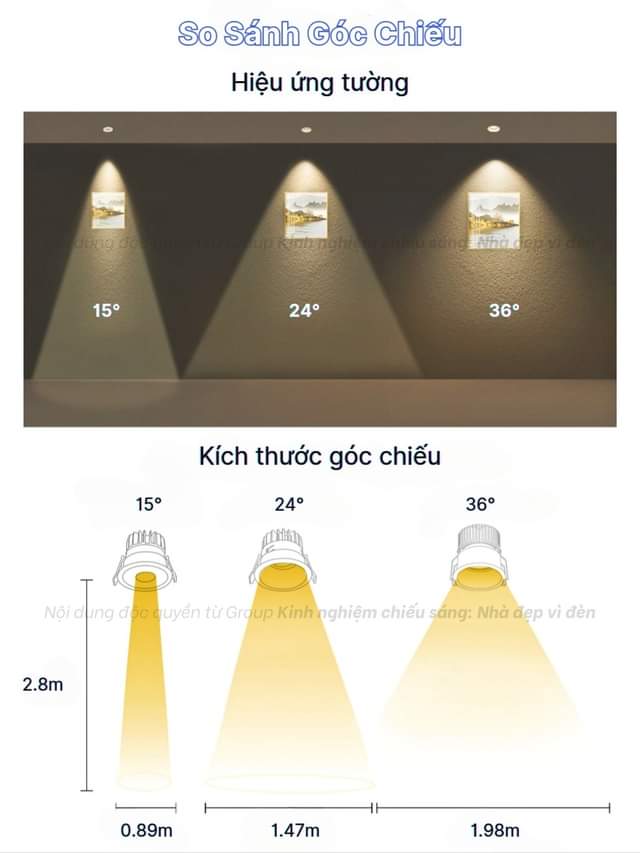 So Sánh Góc Chiếu
Hiệu ứng tường
dung độc quyền từ Group Kinh nghiệm chiếu sáng: Nhà đẹp vì đèn
15°
24°
36°
Kích thước góc chiếu
15°
24°
36°
Nội dung độc quyền từ Group Kinh nghiệm chiếu sáng: Nhà đẹp vì đèn
2.8m
0.89m
1.47m
1.98m